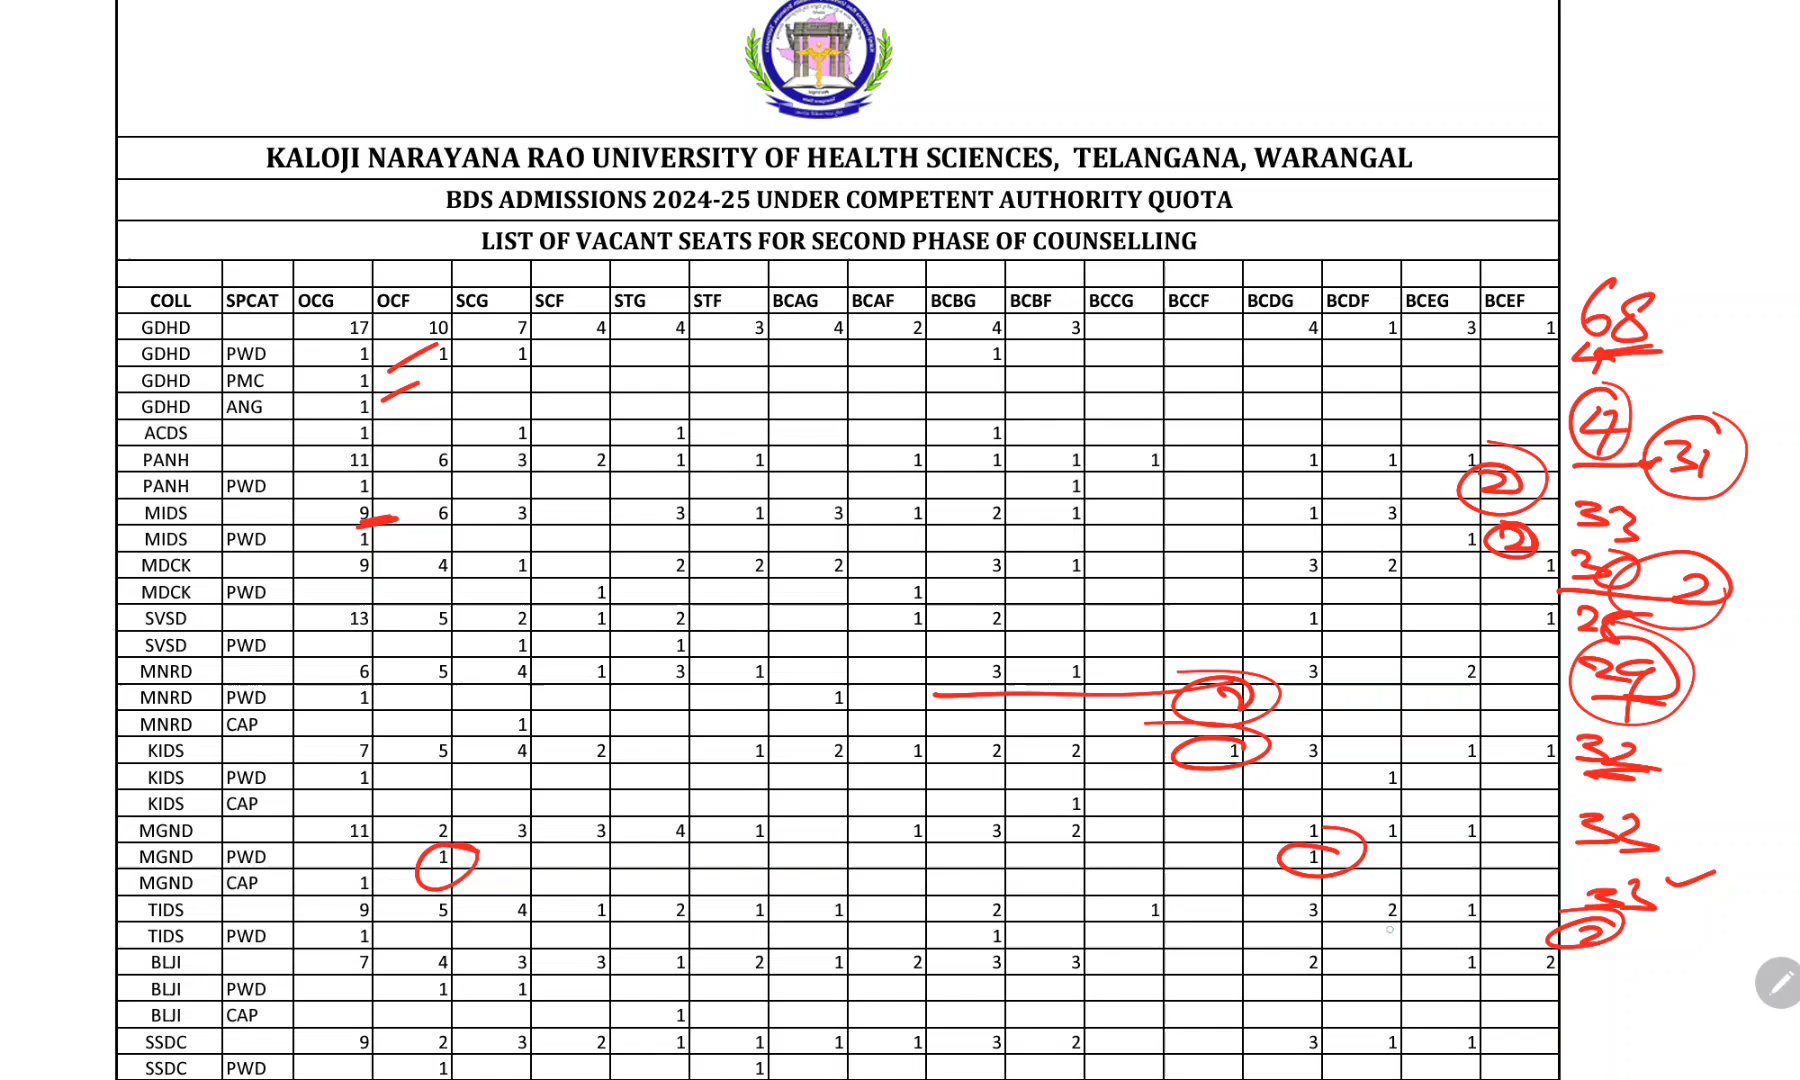 KALOJI NARAYANA RAO UNIVERSITY OF HEALTH SCIENCES, TELANGANA, WARANGAL
BDS ADMISSIONS 2024-25 UNDER COMPETENT AUTHORITY QUOTA
LIST OF VACANT SEATS FOR SECOND PHASE OF COUNSELLING
COLL SPCAT OCG OCF SCG SCF STG STF BCAG BCAF BCBG BCBF BCCG BCCF BCDG BCDF BCEG BCEF
GDHD 17 10 7 4 4 3 4 2 4 3 4 1 3 1 68
GDHD PWD 1 1 1 1 4
GDHD PMC 1
GDHD ANG 1 4
ACDS 1 1 1 1
PANH 11 6 3 2 1 1 1 1 1 1 1 1 1 31
PANH PWD 1 1 2
MIDS 9 6 3 3 1 3 1 2 1 1 3 33
MIDS PWD 1 1 2
MDCK 9 4 1 2 2 2 3 1 3 2 1 30
MDCK PWD 1 1 2
SVSD 13 5 2 1 2 1 2 1 1 28
SVSD PWD 1 1
MNRD 6 5 4 1 3 1 3 1 3 2 29
MNRD PWD 1 1 2
MNRD CAP 1
KIDS 7 5 4 2 1 2 1 2 2 1 3 1 1 32
KIDS PWD 1 1
KIDS CAP 1
MGND 11 2 3 3 4 1 1 3 2 1 1 1 32
MGND PWD 1 1
MGND CAP 1
TIDS 9 5 4 1 2 1 1 2 1 3 2 1 33
TIDS PWD 1 1 2
BLJI 7 4 3 3 1 2 1 2 3 3 2 1 2
BLJI PWD 1 1
BLJI CAP 1
SSDC 9 2 3 2 1 1 1 1 3 2 3 1 1
SSDC PWD 1 1